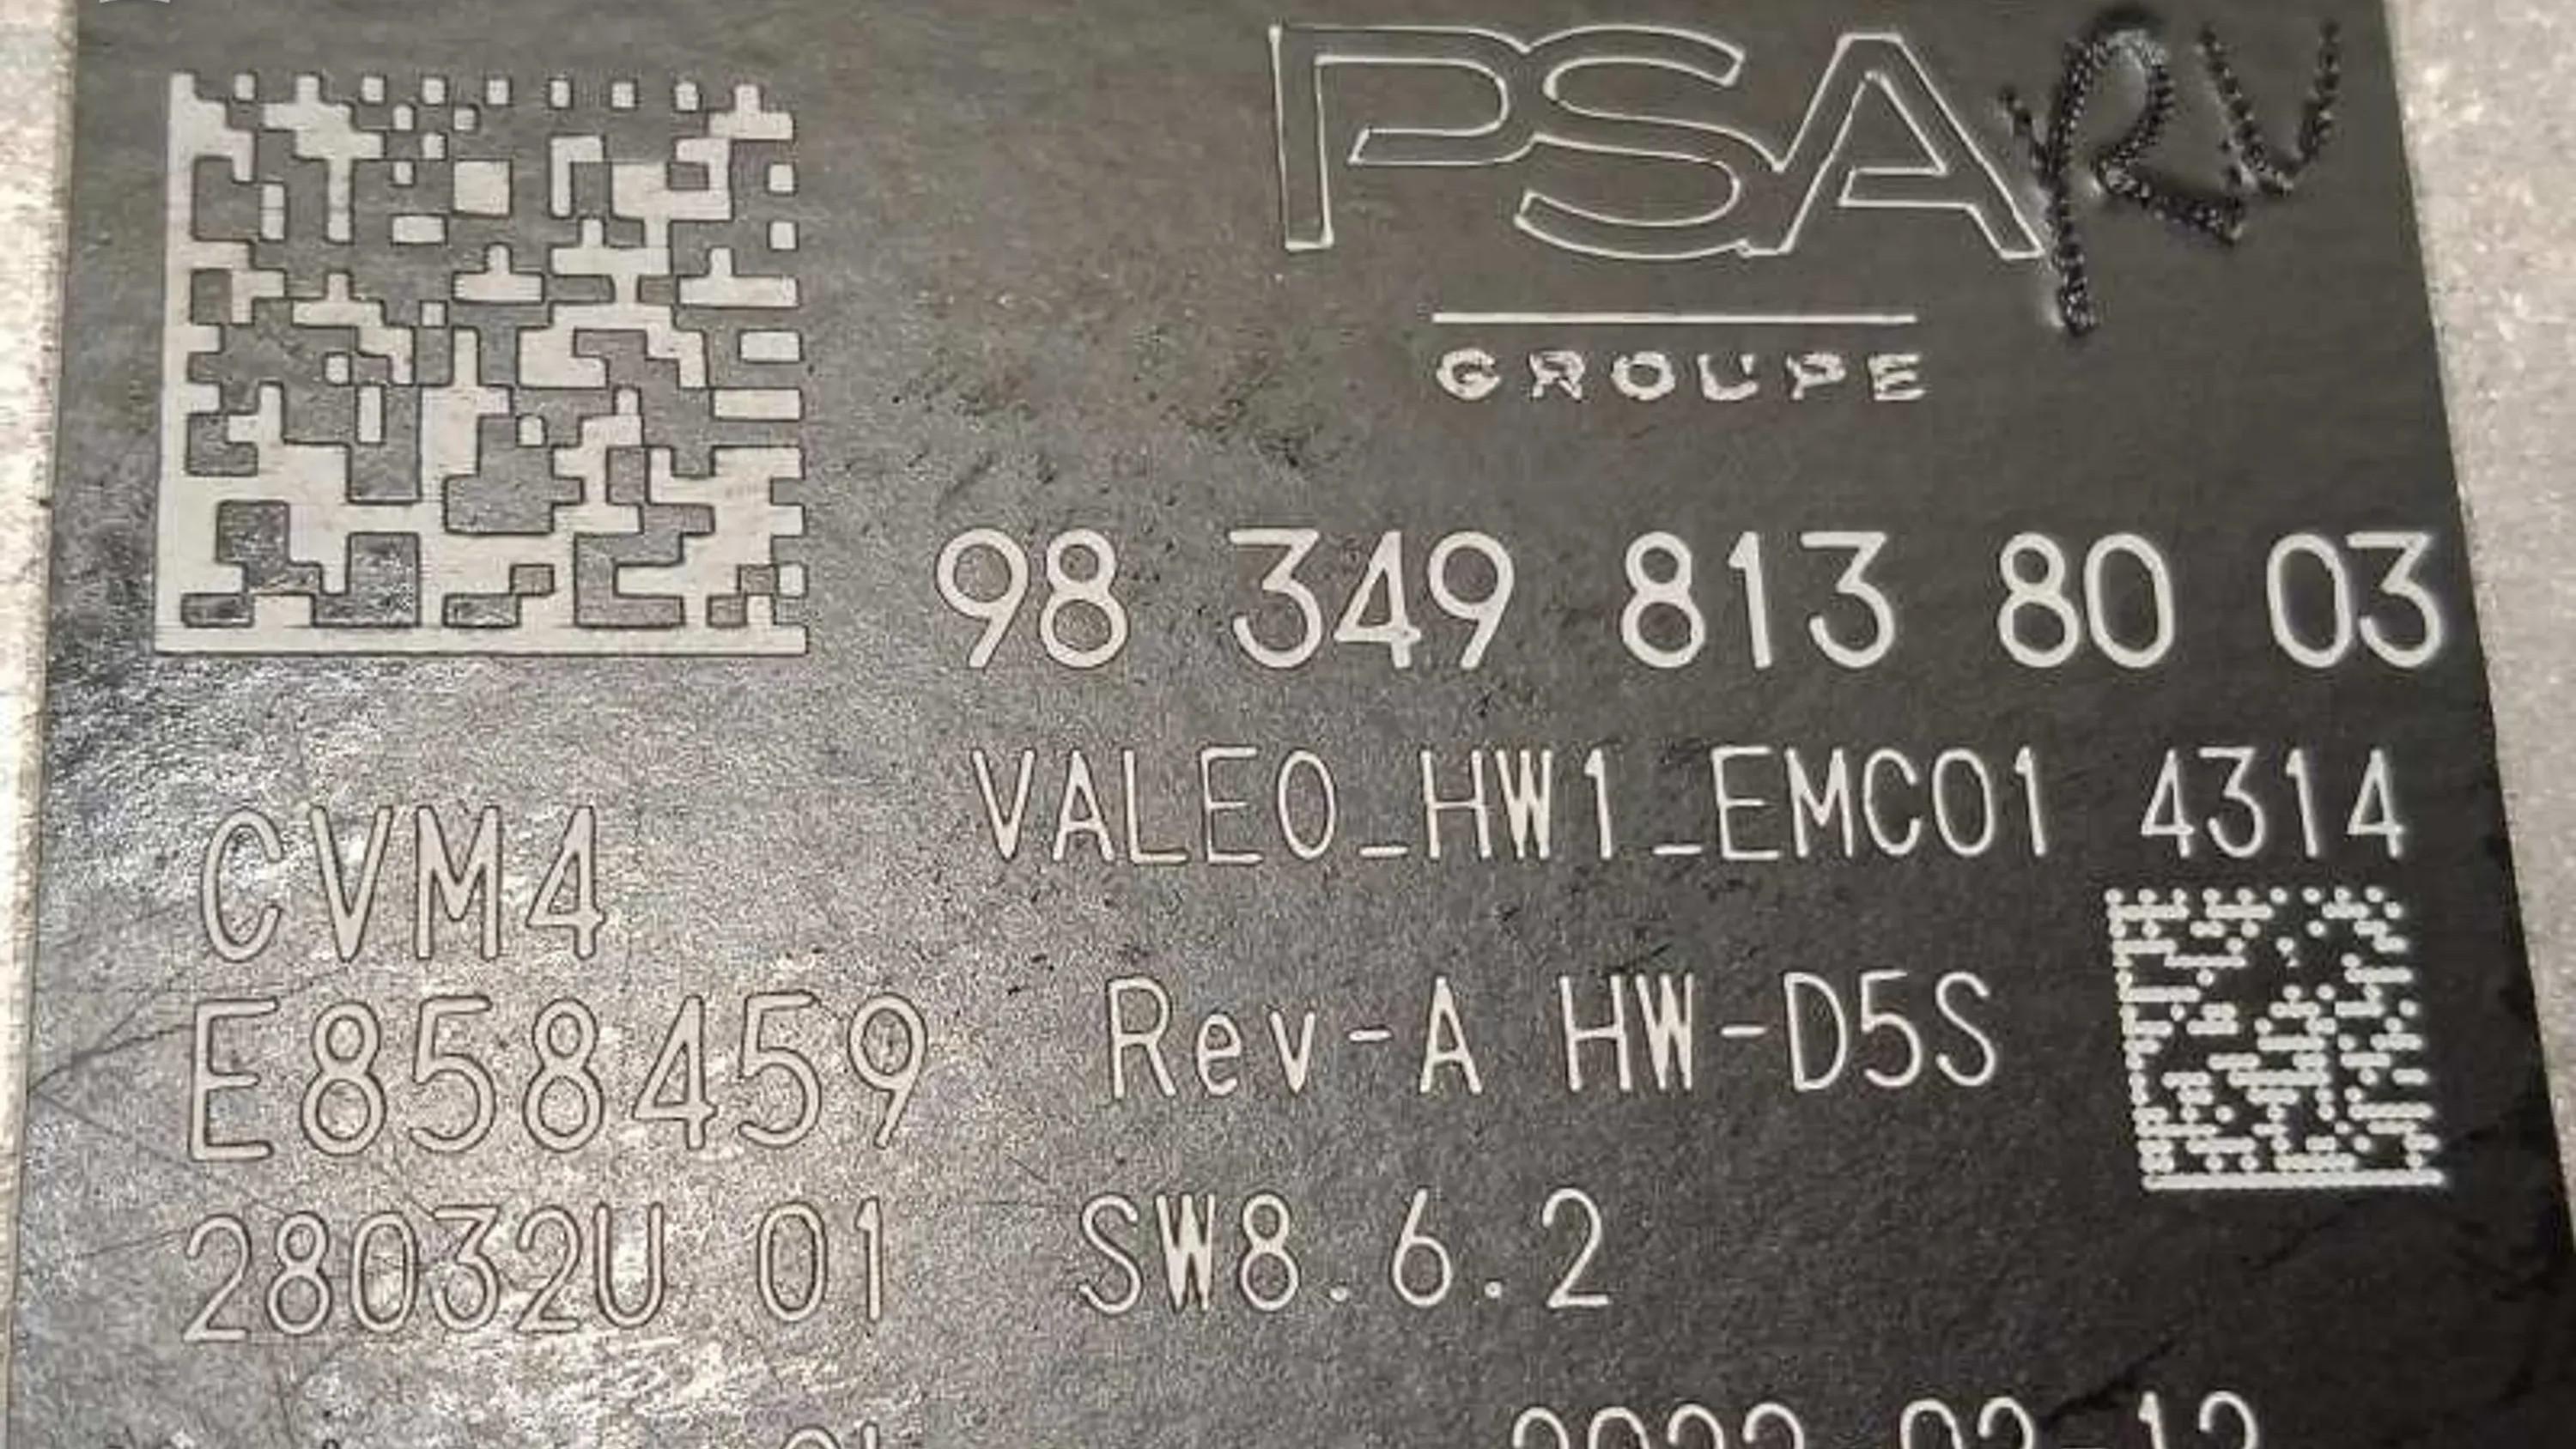 PSA RV
GROUPE
98 349 813 80 03
VALEO_HW1_EMC01 4314
CVM4
E858459
Rev-A HW-D5S
28032U 01
SW8.6.2